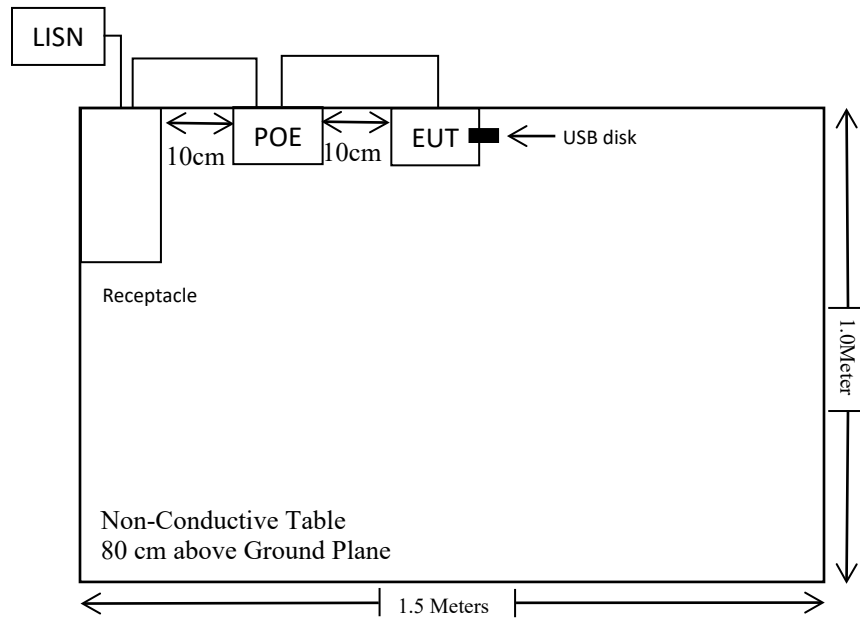 LISN
POE
EUT
USB disk
10cm
10cm
Receptacle
1.0Meter
Non-Conductive Table
80 cm above Ground Plane
1.5 Meters